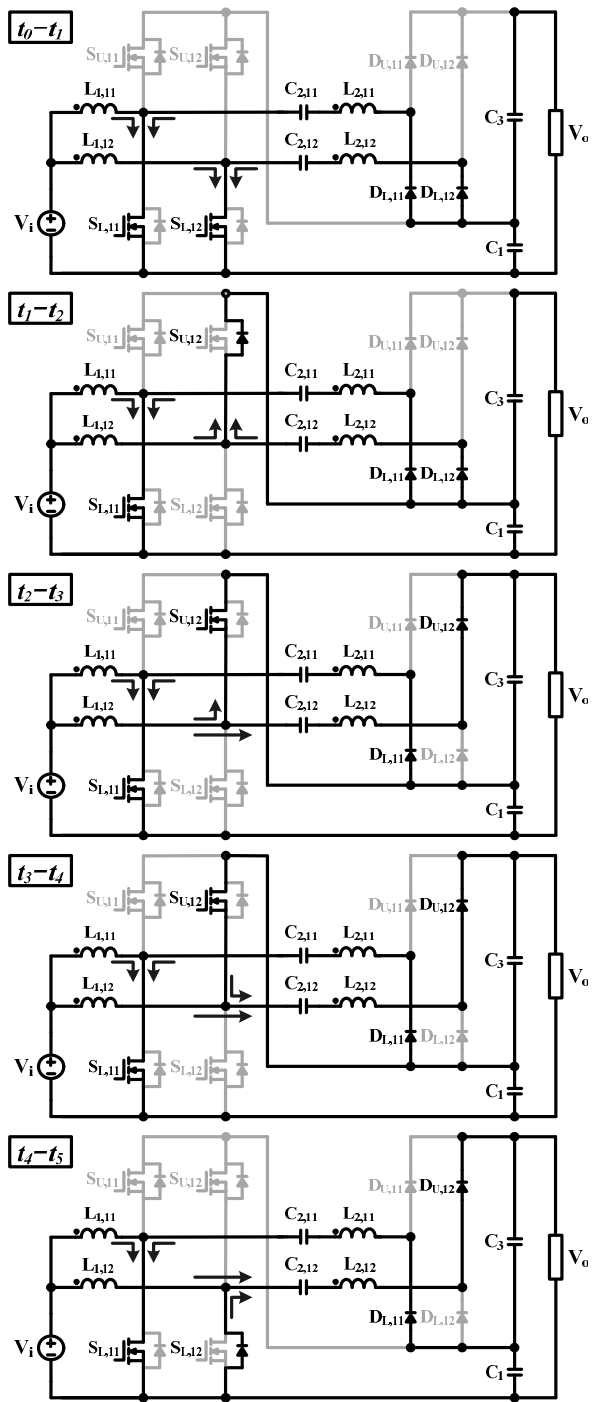 t0−t1
SU,11 SU,12 DU,11 DU,12
L1,11 C2,11 L2,11
C3 Vo
L1,12 C2,12 L2,12
DL,11 DL,12
Vi SL,11 SL,12
C1
t1−t2
SU,11 SU,12 DU,11 DU,12
L1,11 C2,11 L2,11
C3 Vo
L1,12 C2,12 L2,12
DL,11 DL,12
Vi SL,11 SL,12
C1
t2−t3
SU,11 SU,12 DU,11 DU,12
L1,11 C2,11 L2,11
C3 Vo
L1,12 C2,12 L2,12
DL,11 DL,12
Vi SL,11 SL,12
C1
t3−t4
SU,11 SU,12 DU,11 DU,12
L1,11 C2,11 L2,11
C3 Vo
L1,12 C2,12 L2,12
DL,11 DL,12
Vi SL,11 SL,12
C1
t4−t5
SU,11 SU,12 DU,11 DU,12
L1,11 C2,11 L2,11
C3 Vo
L1,12 C2,12 L2,12
DL,11 DL,12
Vi SL,11 SL,12
C1